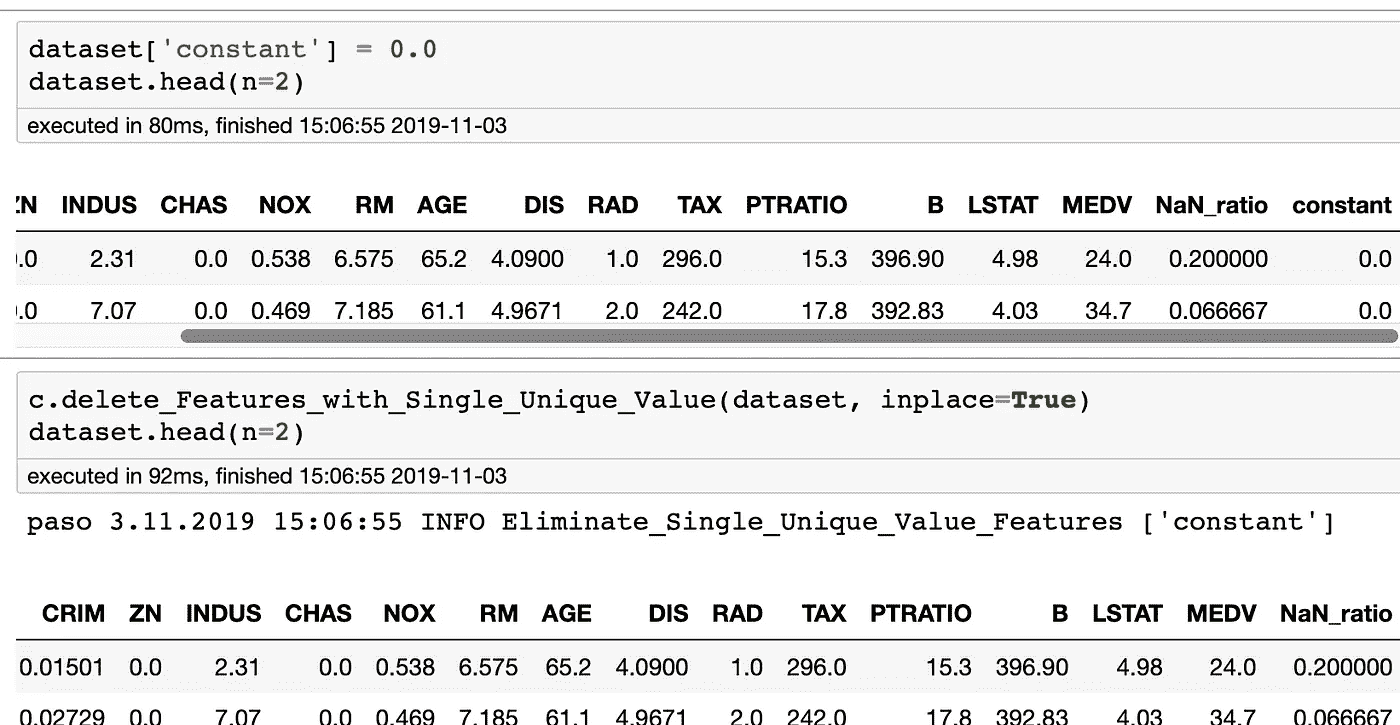 dataset['constant'] = 0.0
dataset.head(n=2)
executed in 80ms, finished 15:06:55 2019-11-03
ZN INDUS CHAS NOX RM AGE DIS RAD TAX PTRATIO B LSTAT MEDV NaN_ratio constant
.0 2.31 0.0 0.538 6.575 65.2 4.0900 1.0 296.0 15.3 396.90 4.98 24.0 0.200000 0.0
.0 7.07 0.0 0.469 7.185 61.1 4.9671 2.0 242.0 17.8 392.83 4.03 34.7 0.066667 0.0
c.delete_Features_with_Single_Unique_Value(dataset, inplace=True)
dataset.head(n=2)
executed in 92ms, finished 15:06:55 2019-11-03
paso 3.11.2019 15:06:55 INFO Eliminate_Single_Unique_Value_Features ['constant']
CRIM ZN INDUS CHAS NOX RM AGE DIS RAD TAX PTRATIO B LSTAT MEDV NaN_ratio
0.01501 0.0 2.31 0.0 0.538 6.575 65.2 4.0900 1.0 296.0 15.3 396.90 4.98 24.0 0.200000
0.02729 0.0 7.07 0.0 0.469 7.185 61.1 4.9671 2.0 242.0 17.8 392.83 4.03 34.7 0.066667